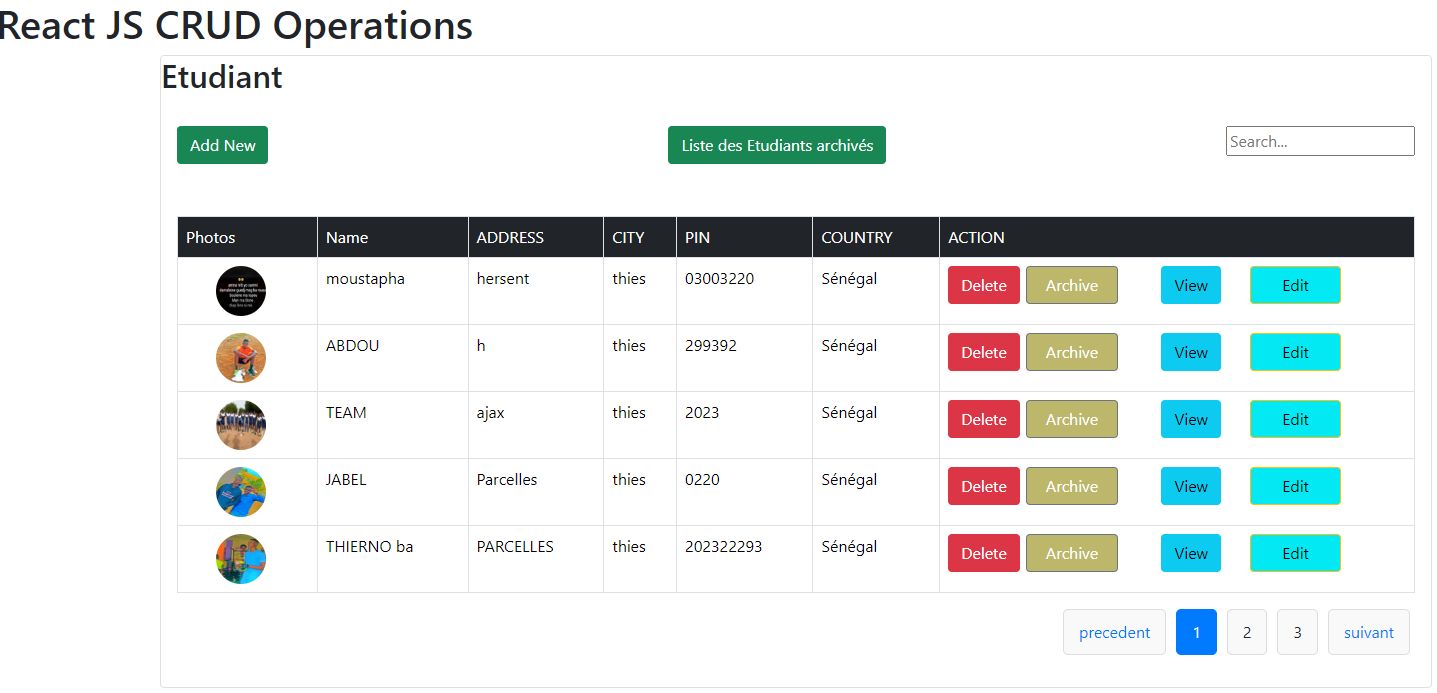 React JS CRUD Operations
Etudiant
Add New Liste des Etudiants archivés Search...
Photos Name ADDRESS CITY PIN COUNTRY ACTION
moustapha hersent thies 03003220 Sénégal Delete Archive View Edit
ABDOU h thies 299392 Sénégal Delete Archive View Edit
TEAM ajax thies 2023 Sénégal Delete Archive View Edit
JABEL Parcelles thies 0220 Sénégal Delete Archive View Edit
THIERNO ba PARCELLES thies 202322293 Sénégal Delete Archive View Edit
precedent 1 2 3 suivant